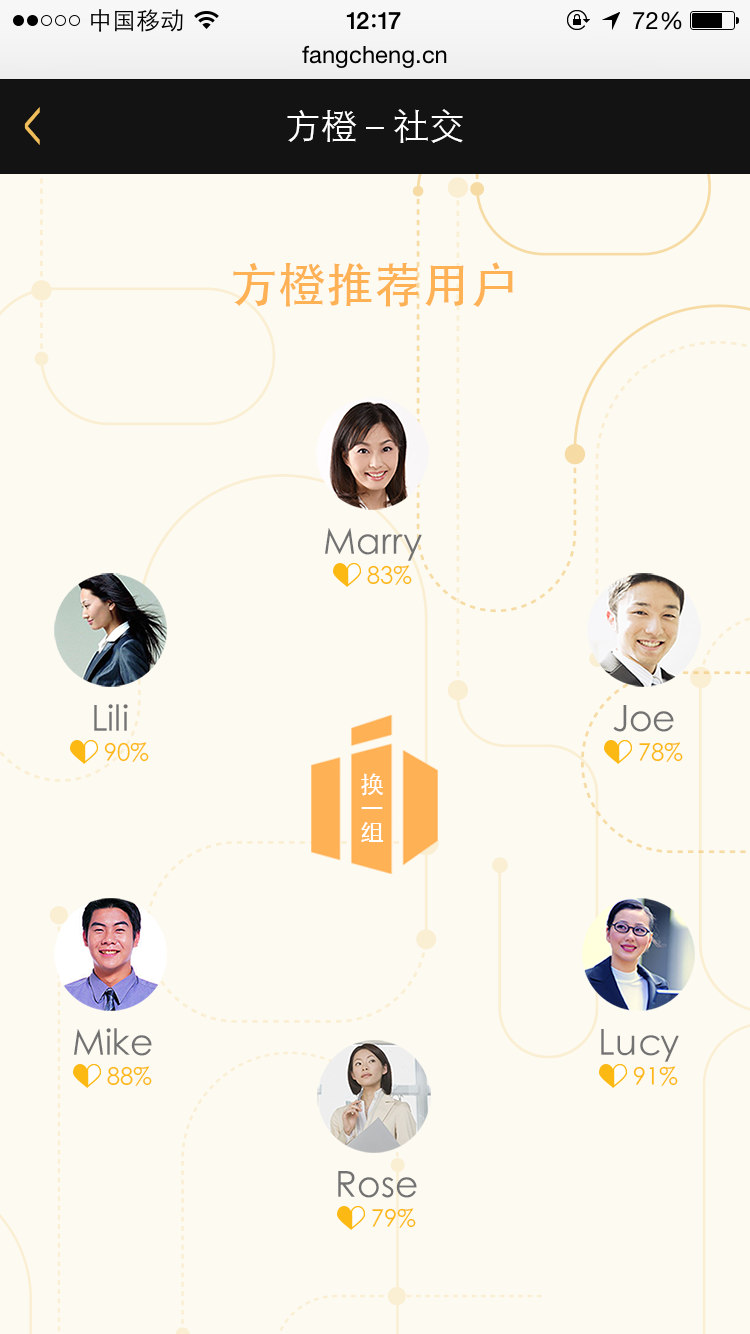 中国移动 12:17 72%
fangcheng.cn
方橙 – 社交
方橙推荐用户
Marry
83%
Lili
90%
Joe
78%
换一组
Mike
88%
Lucy
91%
Rose
79%